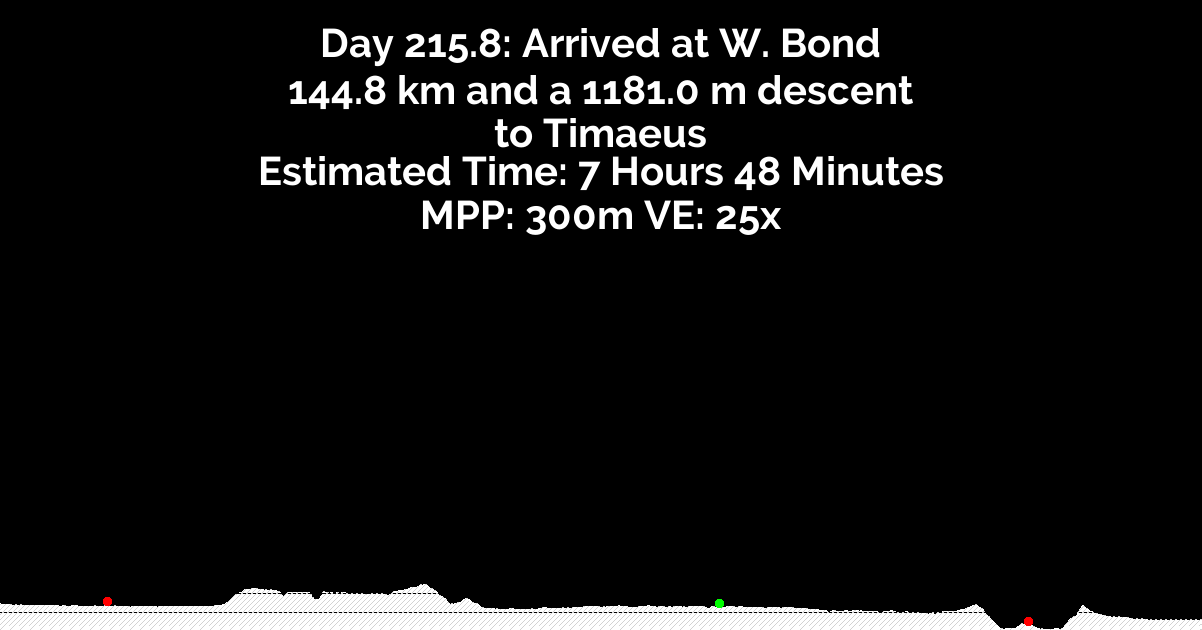 Day 215.8: Arrived at W. Bond
144.8 km and a 1181.0 m descent
to Timaeus
Estimated Time: 7 Hours 48 Minutes
MPP: 300m VE: 25x